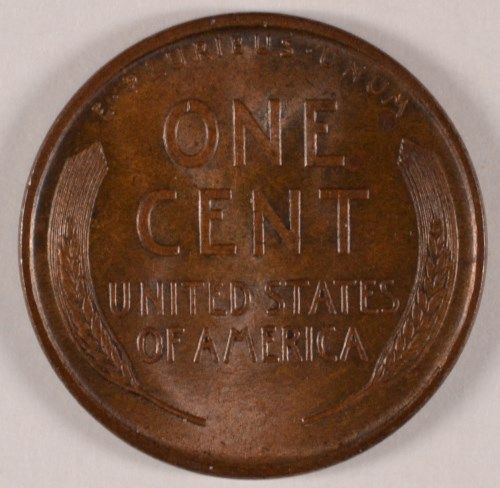 E·PLURIBUS·UNUM
ONE
CENT
UNITED STATES
OF AMERICA